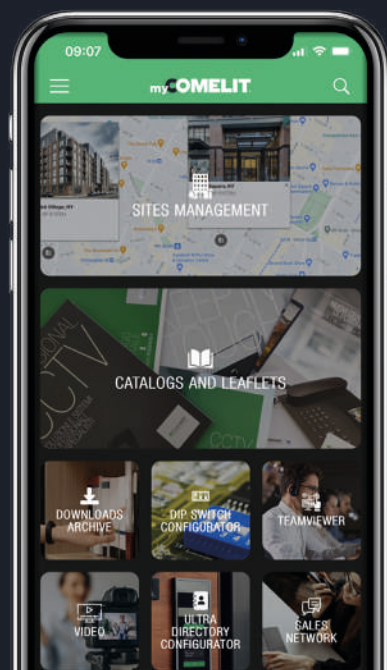 09:07
myCOMELIT
SITES MANAGEMENT
CATALOGS AND LEAFLETS
DOWNLOADS
ARCHIVE
DIP SWITCH
CONFIGURATOR
TEAMVIEWER
VIDEO
ULTRA
DIRECTORY
CONFIGURATOR
SALES
NETWORK
CCTV